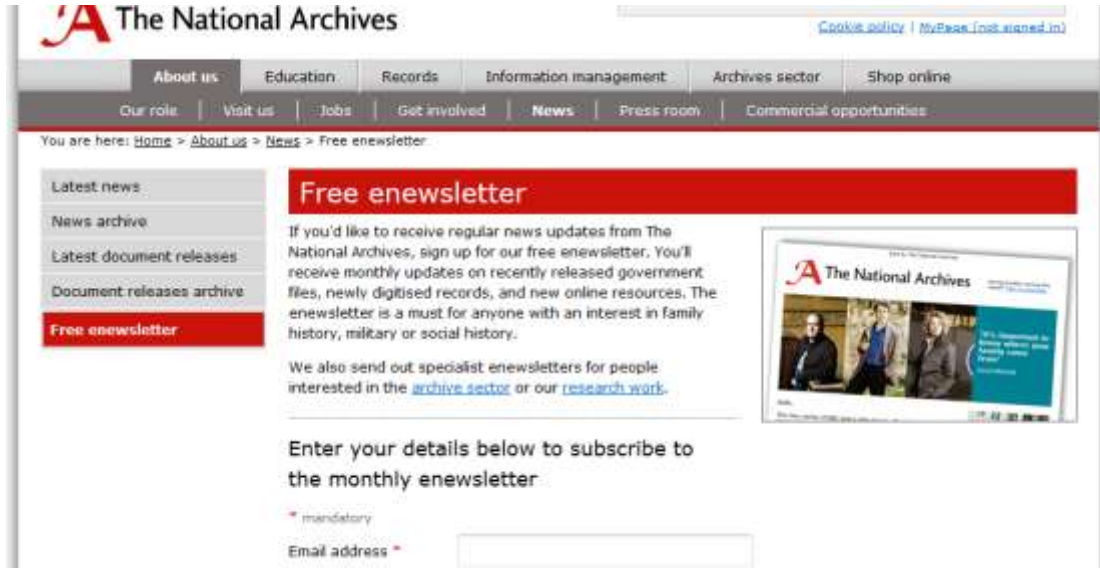 The National Archives
Cookie policy | MyPage (not signed in)
About us Education Records Information management Archives sector Shop online
Our role | Visit us | Jobs | Get involved | News | Press room | Commercial opportunities
You are here: Home > About us > News > Free enewsletter
Latest news
News archive
Latest document releases
Document releases archive
Free enewsletter
Free enewsletter
If you'd like to receive regular news updates from The
National Archives, sign up for our free enewsletter. You'll
receive monthly updates on recently released government
files, newly digitised records, and new online resources. The
enewsletter is a must for anyone with an interest in family
history, military or social history.
We also send out specialist enewsletters for people
interested in the archive sector or our research work.
The National Archives
Enter your details below to subscribe to
the monthly enewsletter
* mandatory
Email address *